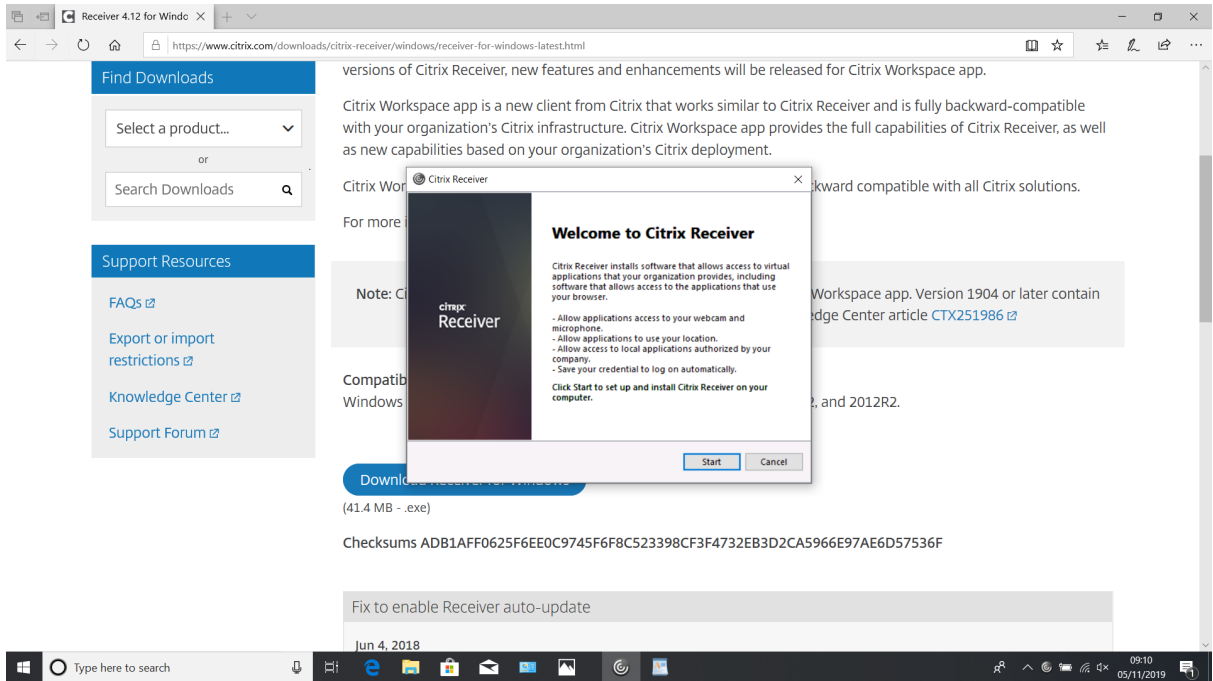 Receiver 4.12 for Windo
https://www.citrix.com/downloads/citrix-receiver/windows/receiver-for-windows-latest.html
Find Downloads
Select a product...
or
Search Downloads
Support Resources
FAQs
Export or import
restrictions
Knowledge Center
Support Forum
versions of Citrix Receiver, new features and enhancements will be released for Citrix Workspace app.
Citrix Workspace app is a new client from Citrix that works similar to Citrix Receiver and is fully backward-compatible
with your organization's Citrix infrastructure. Citrix Workspace app provides the full capabilities of Citrix Receiver, as well
as new capabilities based on your organization's Citrix deployment.
Citrix Wor
kward compatible with all Citrix solutions.
For more i
Note: Ci
Workspace app. Version 1904 or later contain
edge Center article CTX251986
Compatib
Windows
2, and 2012R2.
Citrix Receiver
CITRIX
Receiver
Welcome to Citrix Receiver
Citrix Receiver installs software that allows access to virtual
applications that your organization provides, including
software that allows access to the applications that use
your browser.
- Allow applications access to your webcam and
microphone.
- Allow applications to use your location.
- Allow access to local applications authorized by your
company.
- Save your credential to log on automatically.
Click Start to set up and install Citrix Receiver on your
computer.
Start
Cancel
Download Receiver for Windows
(41.4 MB - .exe)
Checksums ADB1AFF0625F6EE0C9745F6F8C523398CF3F4732EB3D2CA5966E97AE6D57536F
Fix to enable Receiver auto-update
Jun 4, 2018
Type here to search
09:10
05/11/2019
1